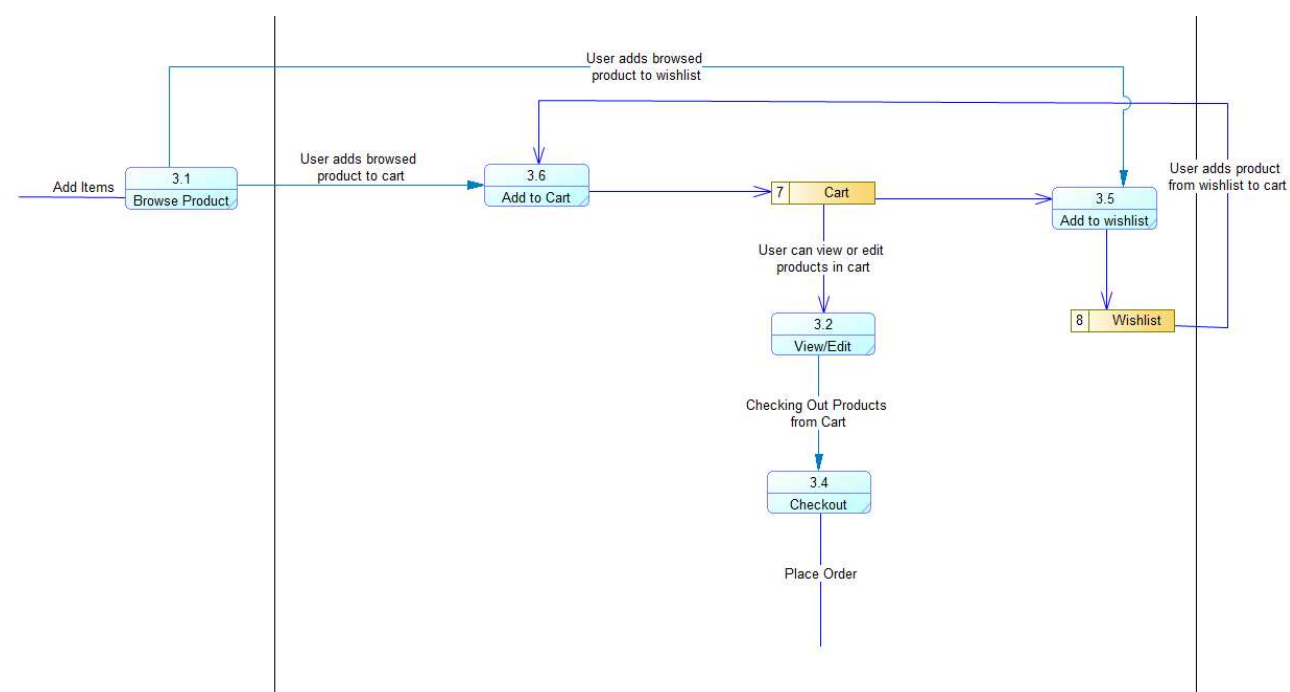 User adds browsed
product to wishlist
User adds browsed
product to cart
Add Items
3.1
Browse Product
3.6
Add to Cart
7 Cart
User adds product
from wishlist to cart
3.5
Add to wishlist
User can view or edit
products in cart
8 Wishlist
3.2
View/Edit
Checking Out Products
from Cart
3.4
Checkout
Place Order